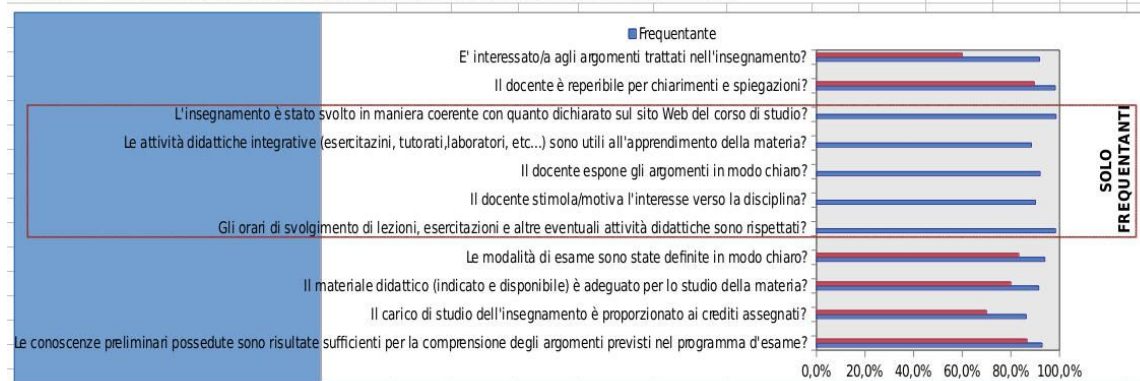 Frequentante
E' interessato/a agli argomenti trattati nell'insegnamento?
Il docente è reperibile per chiarimenti e spiegazioni?
L'insegnamento è stato svolto in maniera coerente con quanto dichiarato sul sito Web del corso di studio?
Le attività didattiche integrative (esercitazini, tutorati,laboratori, etc...) sono utili all'apprendimento della materia?
Il docente espone gli argomenti in modo chiaro?
Il docente stimola/motiva l'interesse verso la disciplina?
Gli orari di svolgimento di lezioni, esercitazioni e altre eventuali attività didattiche sono rispettati?
SOLO
FREQUENTANTI
Le modalità di esame sono state definite in modo chiaro?
Il materiale didattico (indicato e disponibile) è adeguato per lo studio della materia?
Il carico di studio dell'insegnamento è proporzionato ai crediti assegnati?
Le conoscenze preliminari possedute sono risultate sufficienti per la comprensione degli argomenti previsti nel programma d'esame?
0,0% 20,0% 40,0% 60,0% 80,0% 100,0%